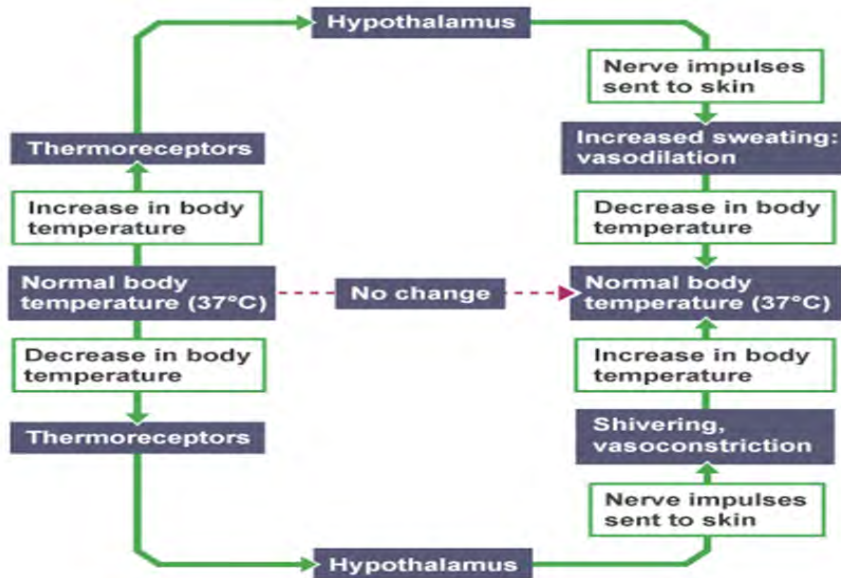 Hypothalamus
Nerve impulses
sent to skin
Thermoreceptors
Increased sweating:
vasodilation
Increase in body
temperature
Decrease in body
temperature
Normal body
temperature (37°C)
No change
Normal body
temperature (37°C)
Decrease in body
temperature
Increase in body
temperature
Thermoreceptors
Shivering,
vasoconstriction
Nerve impulses
sent to skin
Hypothalamus